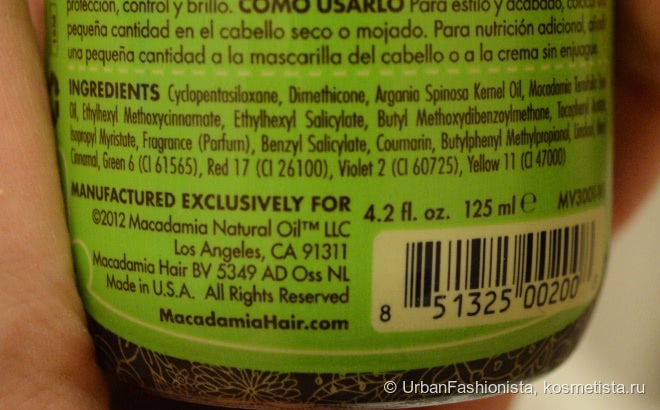 protección, control y brillo. COMO USARLO Para estilo y acabado,
pequeña cantidad en el cabello seco o mojado. Para nutrición adicional,
una pequeña cantidad a la mascarilla del cabello o a la crema sin enjuague.
INGREDIENTS Cyclopentasiloxane, Dimethicone, Argania Spinosa Kernel Oil, Macadamia
Oil, Ethylhexyl Methoxycinnamate, Ethylhexyl Salicylate, Butyl Methoxydibenzoylmethane, Tocopheryl
Isopropyl Myristate, Fragrance (Parfum), Benzyl Salicylate, Coumarin, Butylphenyl Methylpropional,
Cinnamal, Green 6 (CI 61565), Red 17 (CI 26100), Violet 2 (CI 60725), Yellow 11 (CI 47000)
MANUFACTURED EXCLUSIVELY FOR
©2012 Macadamia Natural Oil™ LLC
Los Angeles, CA 91311
Macadamia Hair BV 5349 AD Oss NL
Made in U.S.A. All Rights Reserved
MacadamiaHair.com
4.2 fl. oz. 125 ml ℮
8 51325 00200
© UrbanFashionista, kosmetista.ru